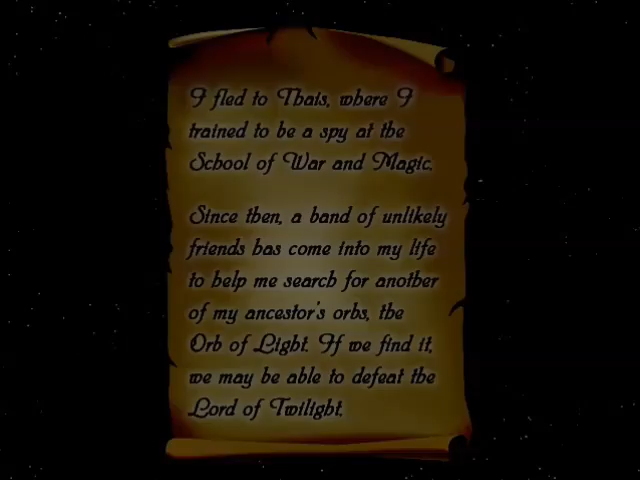 I fled to Thais, where I
trained to be a spy at the
School of War and Magic.
Since then, a band of unlikely
friends has come into my life
to help me search for another
of my ancestor's orbs, the
Orb of Light. If we find it,
we may be able to defeat the
Lord of Twilight.